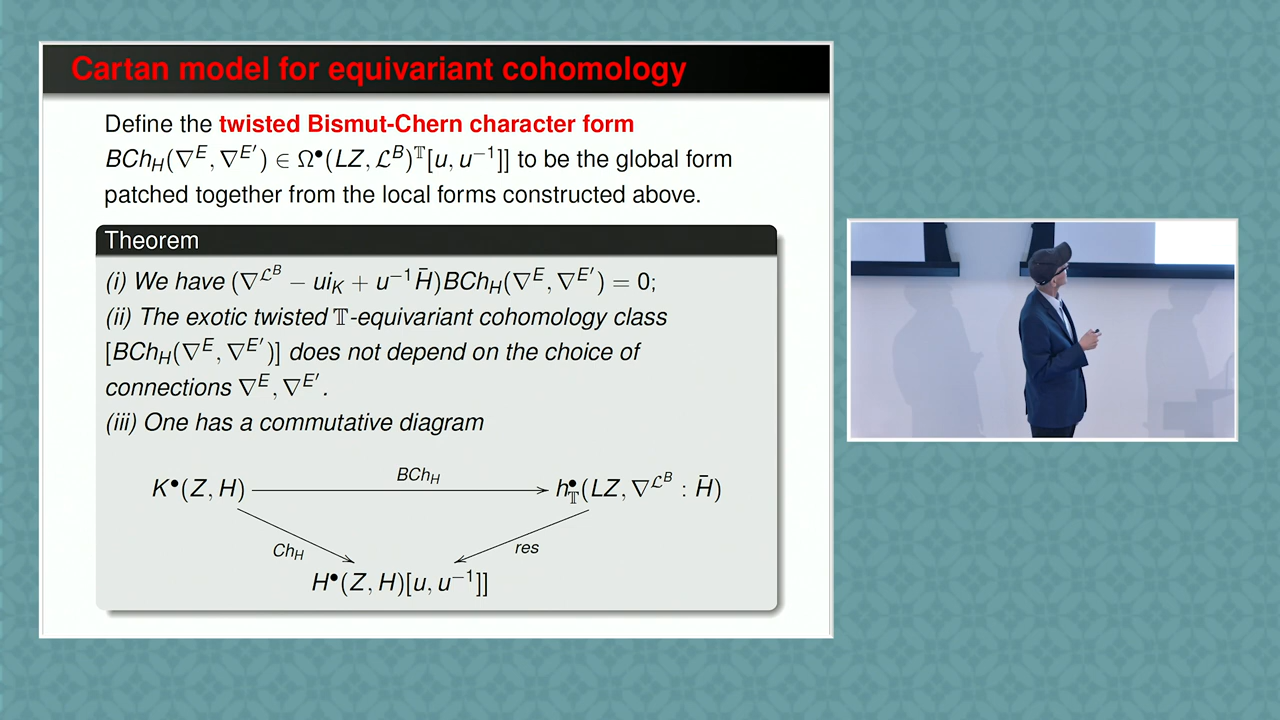 Cartan model for equivariant cohomology
Define the twisted Bismut-Chern character form
BCh_H(∇^E, ∇^{E′}) ∈ Ω^•(LZ, ℒ^B)^𝕋[u, u^{−1}]] to be the global form
patched together from the local forms constructed above.
Theorem
(i) We have (∇^{ℒ^B} − ui_K + u^{−1}H̄)BCh_H(∇^E, ∇^{E′}) = 0;
(ii) The exotic twisted 𝕋-equivariant cohomology class
[BCh_H(∇^E, ∇^{E′})] does not depend on the choice of
connections ∇^E, ∇^{E′}.
(iii) One has a commutative diagram
BCh_H
K^•(Z, H)
h^•_𝕋(LZ, ∇^{ℒ^B} : H̄)
Ch_H
res
H^•(Z, H)[u, u^{−1}]]